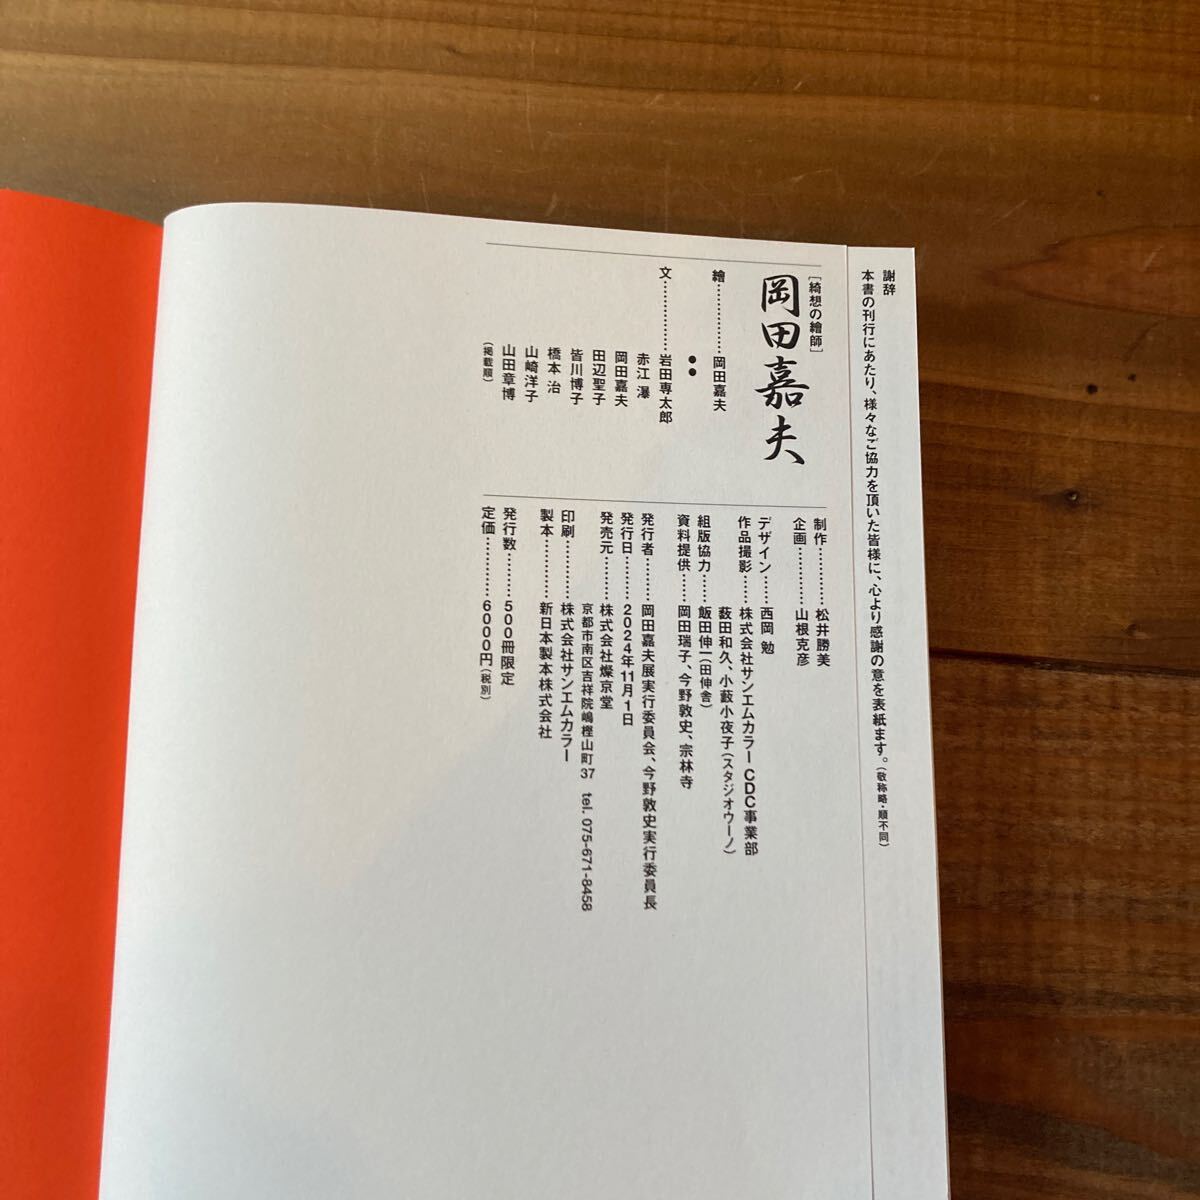 謝辞
本書の刊行にあたり、様々なご協力を頂いた皆様に、心より感謝の意を表紙ます。（敬称略・順不同）
［綺想の繪師］
岡田嘉夫
繪……………岡田嘉夫
●●
文……………岩田専太郎
赤江 瀑
岡田嘉夫
田辺聖子
皆川博子
橋本 治
山崎洋子
山田章博
（掲載順）
制作…………松井勝美
企画…………山根克彦
デザイン……西岡 勉
作品撮影……株式会社サンエムカラー CDC事業部
薮田和久、小薮小夜子（スタジオウーノ）
組版協力……飯田伸一（田伸舎）
資料提供……岡田瑞子、今野敦史、宗林寺
発行者………岡田嘉夫展実行委員会、今野敦史実行委員長
発行日………2024年11月1日
発売元………株式会社燦京堂
京都市南区吉祥院嶋樫山町37 tel. 075-671-8458
印刷…………株式会社サンエムカラー
製本…………新日本製本株式会社
発行数………500冊限定
定価…………6000円（税別）